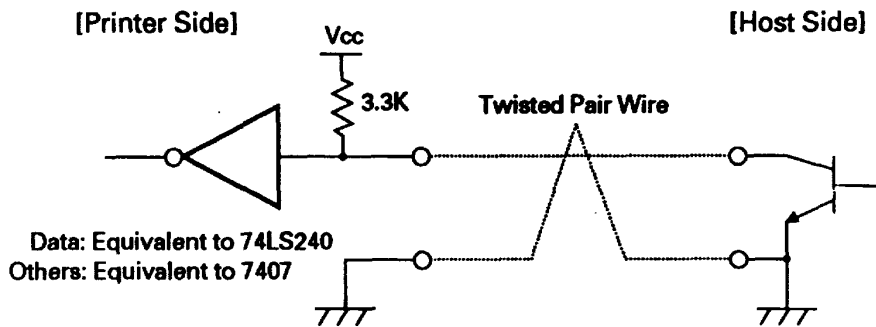 [Printer Side]
Vcc
[Host Side]
3.3K
Twisted Pair Wire
Data: Equivalent to 74LS240
Others: Equivalent to 7407